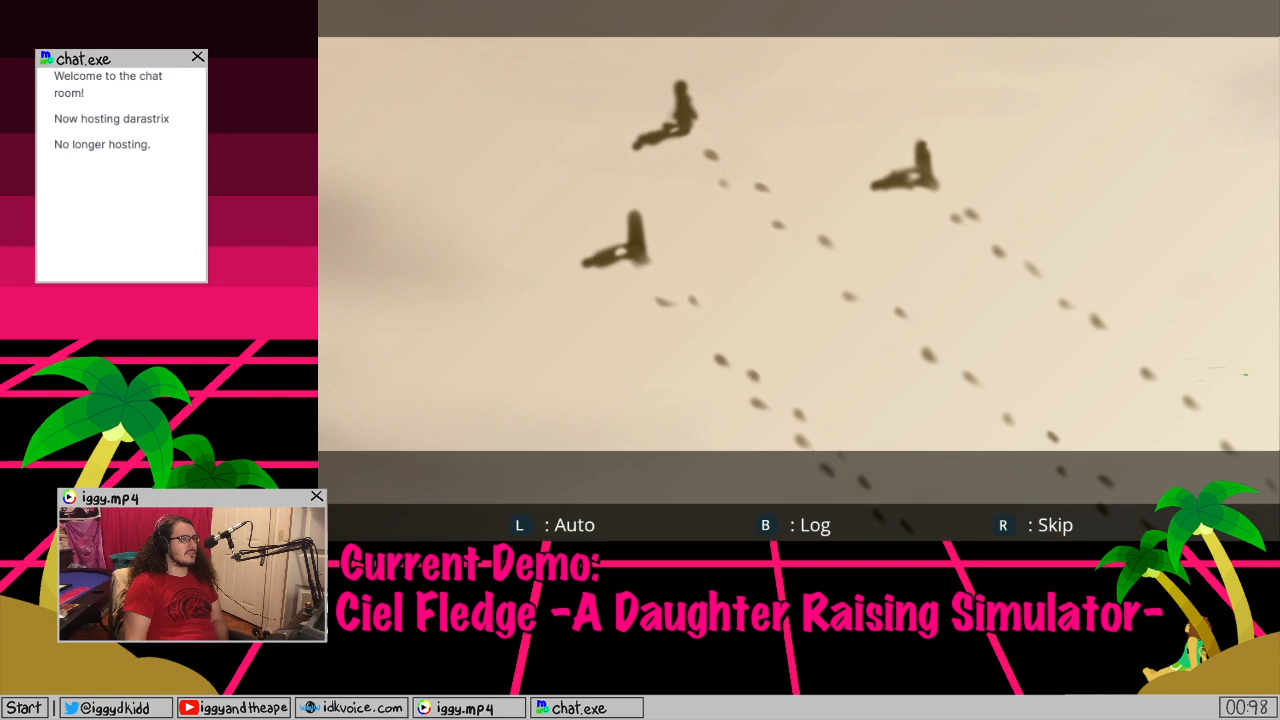 chat.exe
Welcome to the chat
room!
Now hosting darastrix
No longer hosting.
iggy.mp4
L : Auto
B : Log
R : Skip
Current Demo:
Ciel Fledge -A Daughter Raising Simulator-
Start | @iggydkidd iggyandtheape www idkvoice.com iggy.mp4 chat.exe 00:98